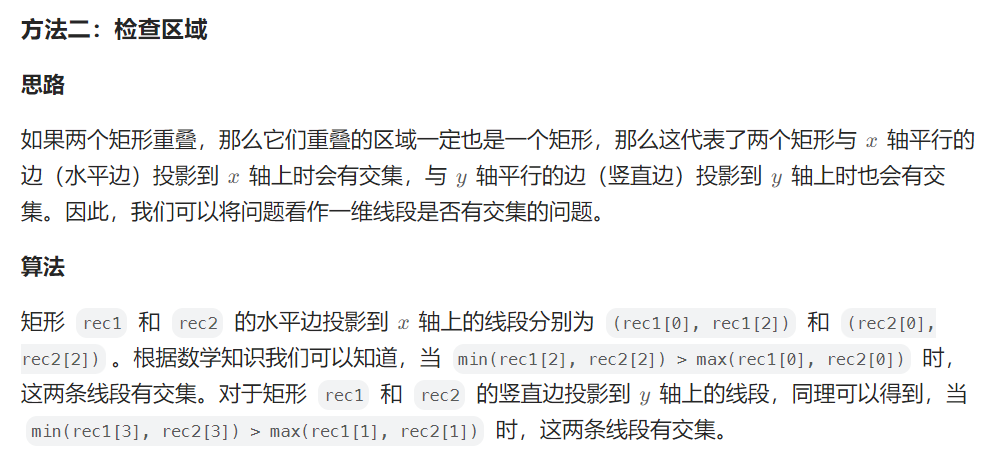 方法二：检查区域
思路
如果两个矩形重叠，那么它们重叠的区域一定也是一个矩形，那么这代表了两个矩形与 x 轴平行的
边（水平边）投影到 x 轴上时会有交集，与 y 轴平行的边（竖直边）投影到 y 轴上时也会有交
集。因此，我们可以将问题看作一维线段是否有交集的问题。
算法
矩形 rec1 和 rec2 的水平边投影到 x 轴上的线段分别为 (rec1[0], rec1[2]) 和 (rec2[0],
rec2[2]) 。根据数学知识我们可以知道，当 min(rec1[2], rec2[2]) > max(rec1[0], rec2[0]) 时，
这两条线段有交集。对于矩形 rec1 和 rec2 的竖直边投影到 y 轴上的线段，同理可以得到，当
min(rec1[3], rec2[3]) > max(rec1[1], rec2[1]) 时，这两条线段有交集。